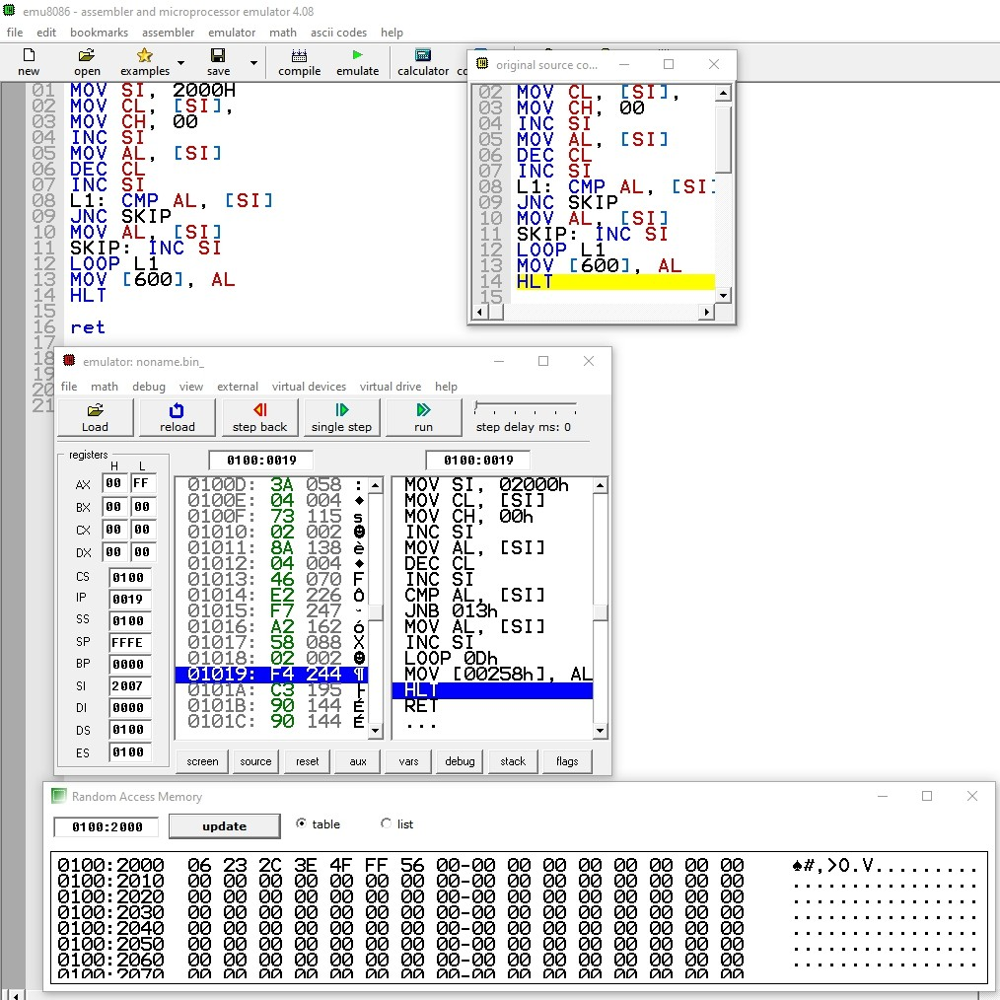 emu8086 - assembler and microprocessor emulator 4.08
file edit bookmarks assembler emulator math ascii codes help
new open examples save compile emulate calculator
01 MOV SI, 2000H
02 MOV CL, [SI],
03 MOV CH, 00
04 INC SI
05 MOV AL, [SI]
06 DEC CL
07 INC SI
08 L1: CMP AL, [SI]
09 JNC SKIP
10 MOV AL, [SI]
11 SKIP: INC SI
12 LOOP L1
13 MOV [600], AL
14 HLT
15
16 ret
17
18
19
20
21
original source co...
02 MOV CL, [SI],
03 MOV CH, 00
04 INC SI
05 MOV AL, [SI]
06 DEC CL
07 INC SI
08 L1: CMP AL, [SI]
09 JNC SKIP
10 MOV AL, [SI]
11 SKIP: INC SI
12 LOOP L1
13 MOV [600], AL
14 HLT
15
emulator: noname.bin_
file math debug view external virtual devices virtual drive help
Load reload step back single step run step delay ms: 0
registers
H L
AX 00 FF
BX 00 00
CX 00 00
DX 00 00
CS 0100
IP 0019
SS 0100
SP FFFE
BP 0000
SI 2007
DI 0000
DS 0100
ES 0100
0100:0019
0100D: 3A 058 :
0100E: 04 004 ♦
0100F: 73 115 s
01010: 02 002 ☻
01011: 8A 138 è
01012: 04 004 ♦
01013: 46 070 F
01014: E2 226 Ô
01015: F7 247
01016: A2 162 ó
01017: 58 088 X
01018: 02 002 ☻
01019: F4 244 ¶
0101A: C3 195 ├
0101B: 90 144 É
0101C: 90 144 É
0100:0019
MOV SI, 02000h
MOV CL, [SI]
MOV CH, 00h
INC SI
MOV AL, [SI]
DEC CL
INC SI
CMP AL, [SI]
JNB 013h
MOV AL, [SI]
INC SI
LOOP 0Dh
MOV [00258h], AL
HLT
RET
...
screen source reset aux vars debug stack flags
Random Access Memory
0100:2000 update table list
0100:2000 06 23 2C 3E 4F FF 56 00-00 00 00 00 00 00 00 00 ♠#,>O.V.........
0100:2010 00 00 00 00 00 00 00 00-00 00 00 00 00 00 00 00 ................
0100:2020 00 00 00 00 00 00 00 00-00 00 00 00 00 00 00 00 ................
0100:2030 00 00 00 00 00 00 00 00-00 00 00 00 00 00 00 00 ................
0100:2040 00 00 00 00 00 00 00 00-00 00 00 00 00 00 00 00 ................
0100:2050 00 00 00 00 00 00 00 00-00 00 00 00 00 00 00 00 ................
0100:2060 00 00 00 00 00 00 00 00-00 00 00 00 00 00 00 00 ................
0100:2070 00 00 00 00 00 00 00 00-00 00 00 00 00 00 00 00